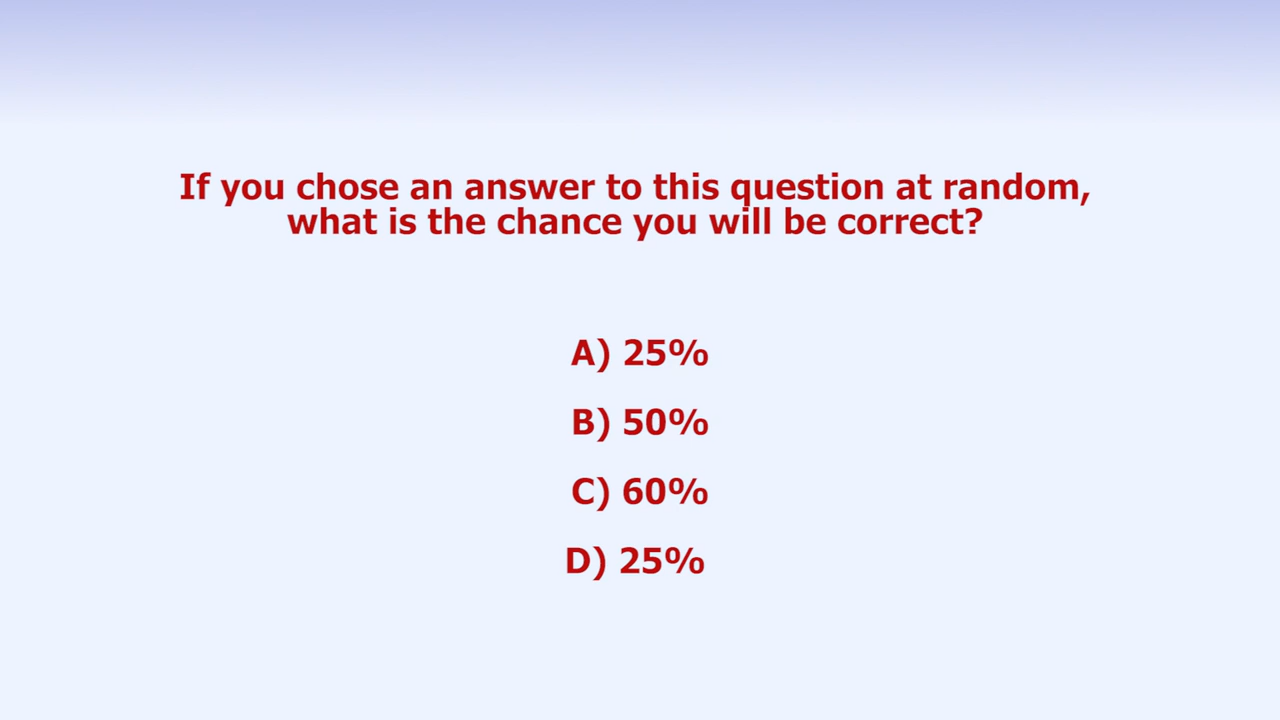 If you chose an answer to this question at random,
what is the chance you will be correct?
A) 25%
B) 50%
C) 60%
D) 25%